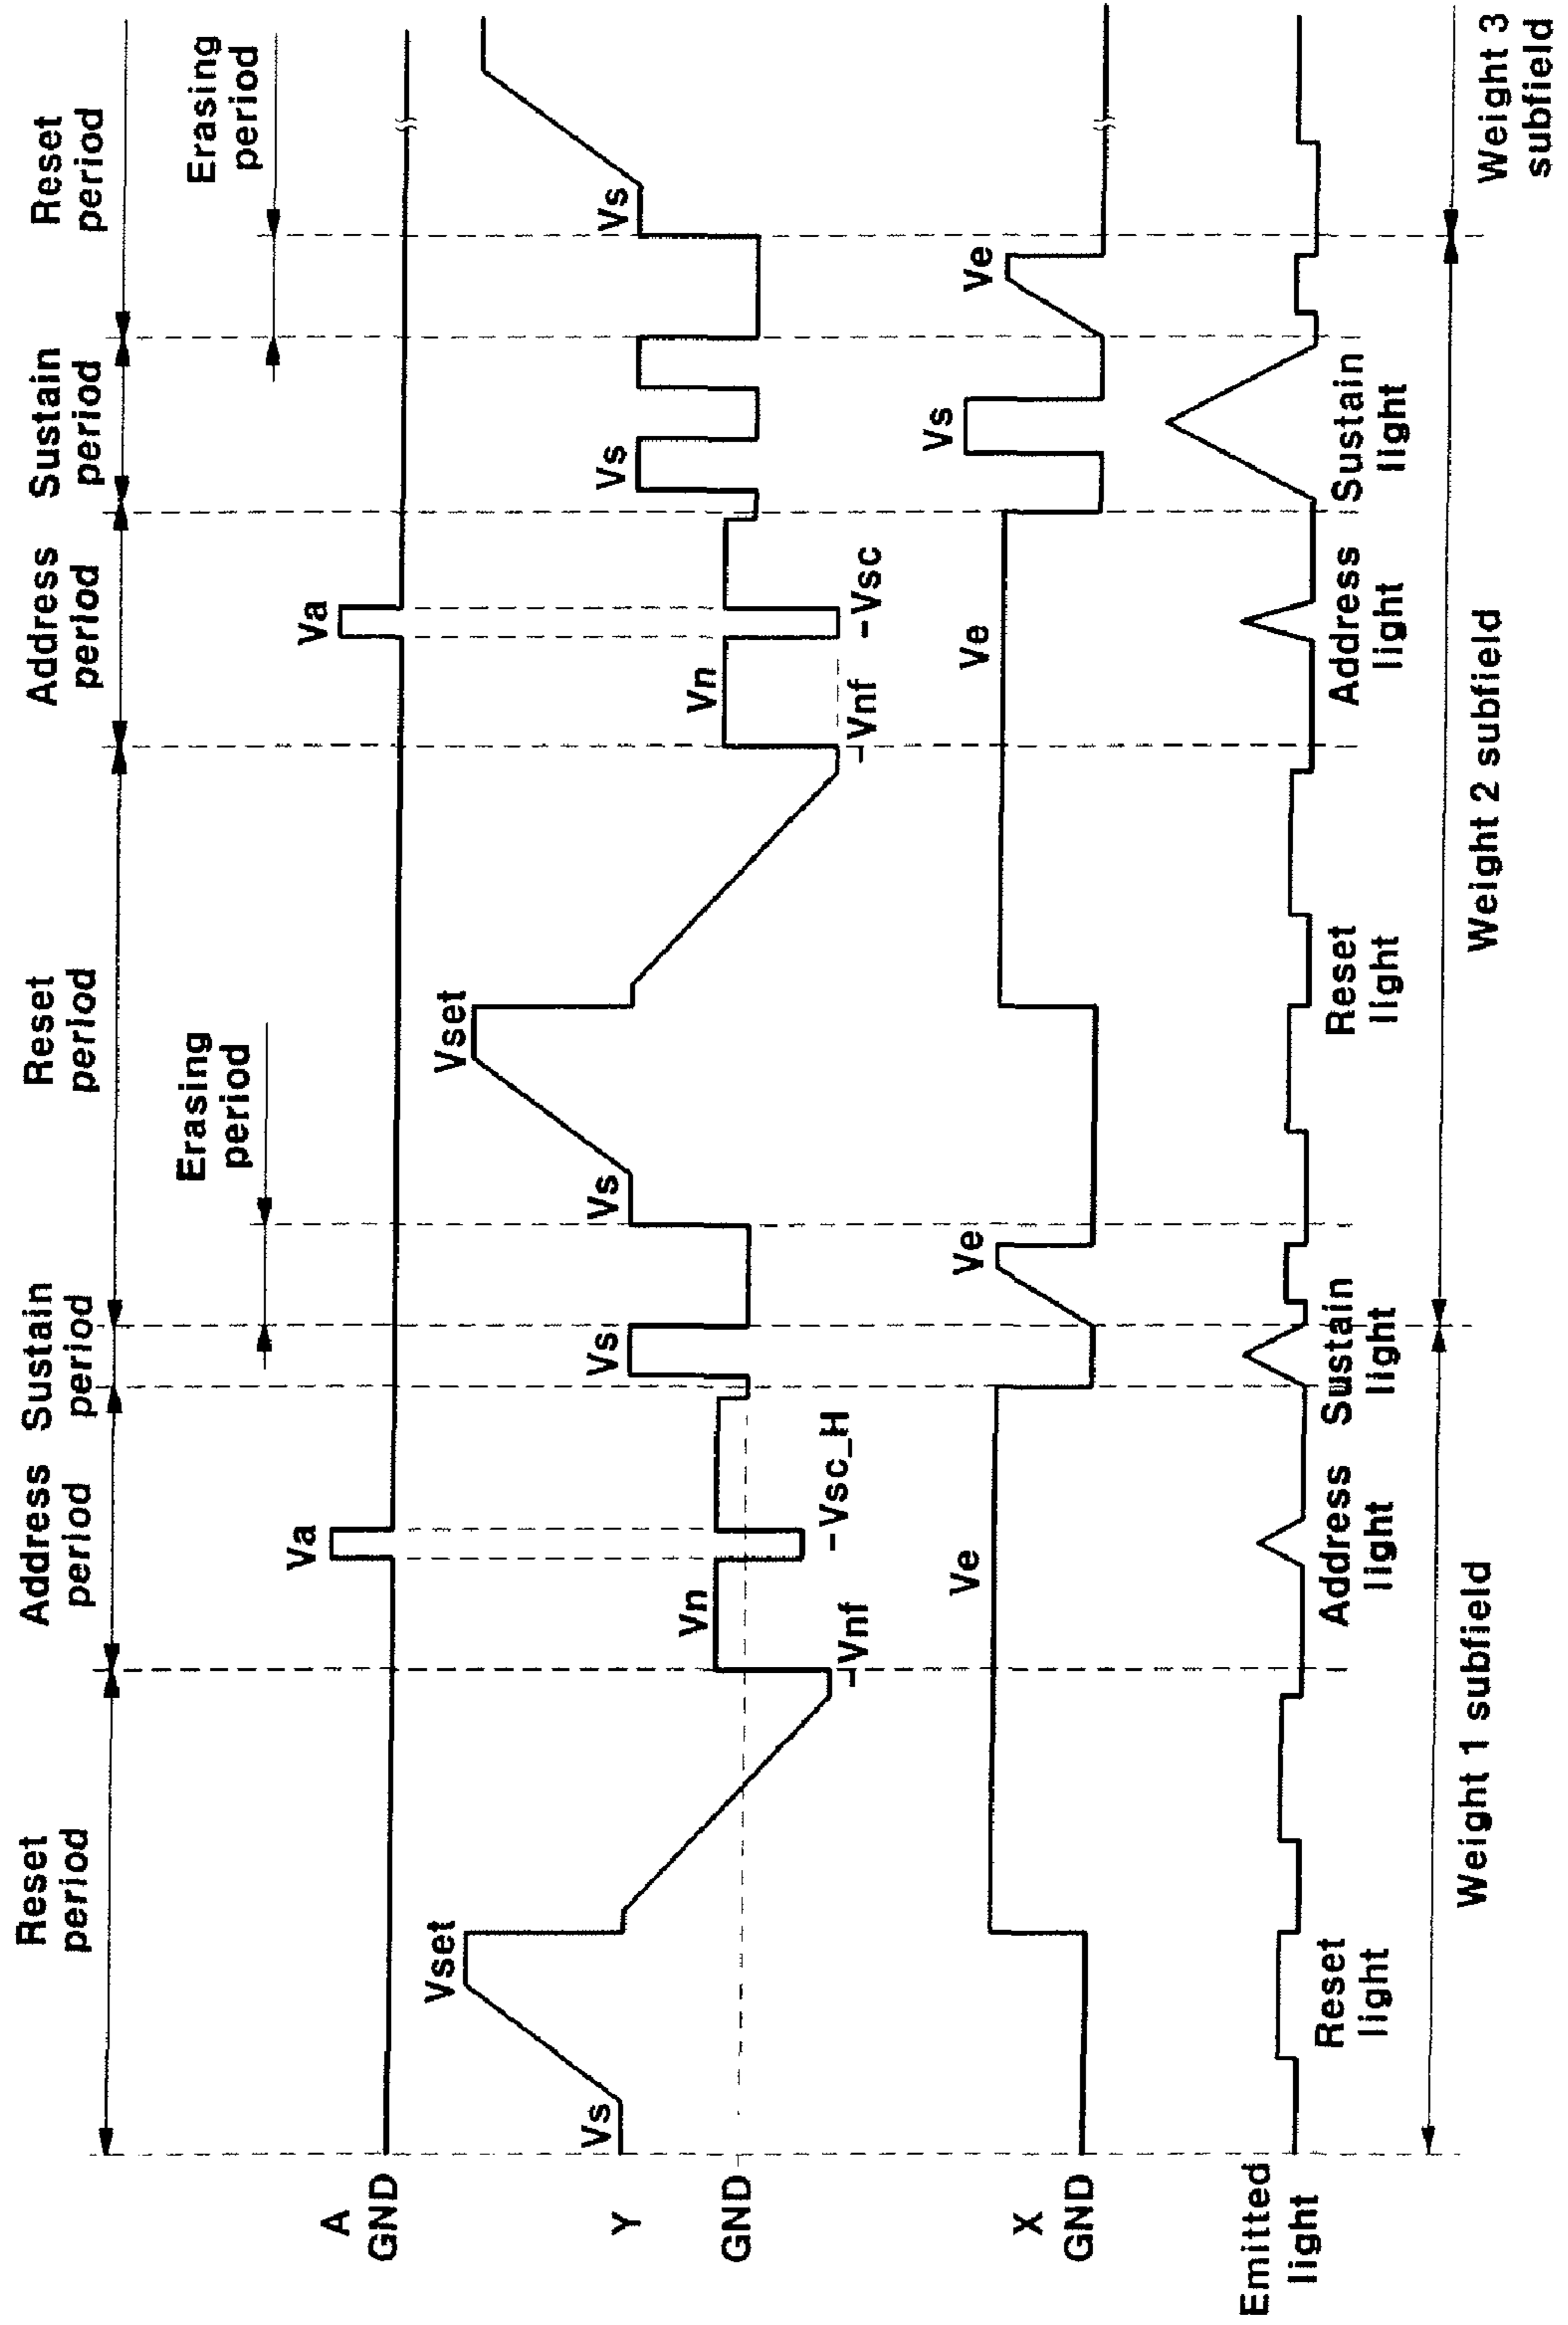 Reset
period
Address
period
Sustain
period
Reset
period
Address
period
Sustain
period
Reset
period
Erasing
period
Erasing
period
A
GND
Va
Va
Y
GND
Vs
Vset
Vn
-Vnf
-Vsc_H
Vs
Vs
Vset
Vn
-Vnf
-Vsc
Vs
Vs
X
GND
Ve
Ve
Ve
Vs
Ve
Emitted
light
Reset
light
Address
light
Sustain
light
Reset
light
Address
light
Sustain
light
Weight 1 subfield
Weight 2 subfield
Weight 3
subfield